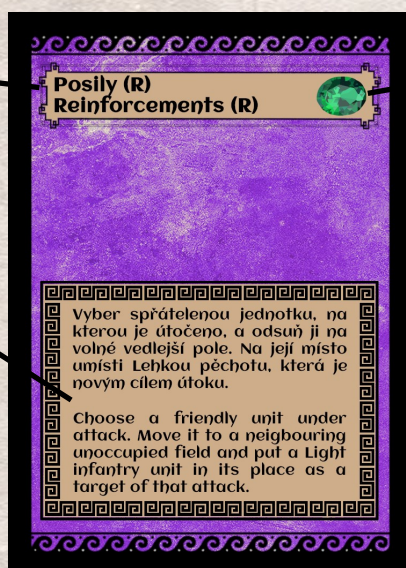 Posily (R)
Reinforcements (R)
Vyber spřátelenou jednotku, na
kterou je útočeno, a odsuň ji na
volné vedlejší pole. Na její místo
umísti Lehkou pěchotu, která je
novým cílem útoku.
Choose a friendly unit under
attack. Move it to a neigbouring
unoccupied field and put a Light
infantry unit in its place as a
target of that attack.